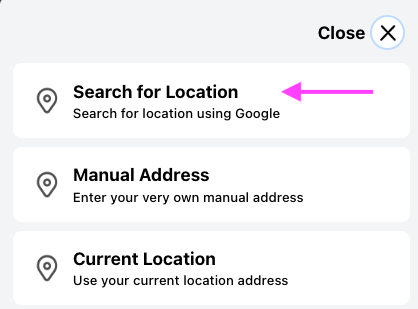 Close
Search for Location
Search for location using Google
Manual Address
Enter your very own manual address
Current Location
Use your current location address